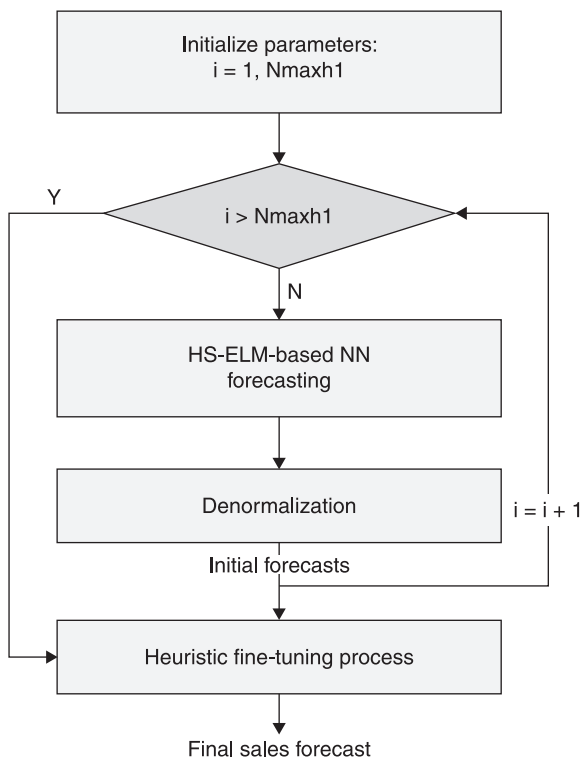 Initialize parameters:
i = 1, Nmaxh1
Y
i > Nmaxh1
N
HS-ELM-based NN
forecasting
Denormalization
i = i + 1
Initial forecasts
Heuristic fine-tuning process
Final sales forecast